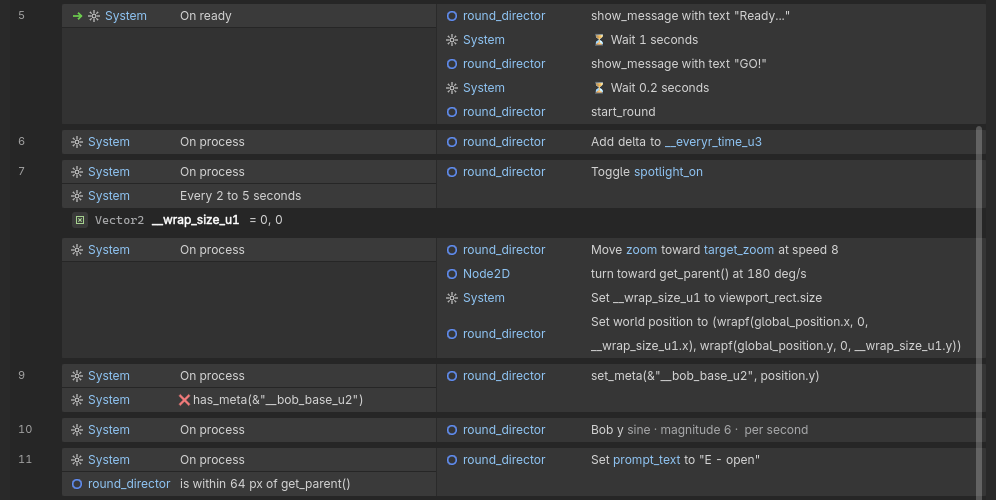 5 System On ready round_director show_message with text "Ready..."
System Wait 1 seconds
round_director show_message with text "GO!"
System Wait 0.2 seconds
round_director start_round
6 System On process round_director Add delta to __everyr_time_u3
7 System On process round_director Toggle spotlight_on
System Every 2 to 5 seconds
Vector2 __wrap_size_u1 = 0, 0
System On process round_director Move zoom toward target_zoom at speed 8
Node2D turn toward get_parent() at 180 deg/s
System Set __wrap_size_u1 to viewport_rect.size
round_director Set world position to (wrapf(global_position.x, 0,
__wrap_size_u1.x), wrapf(global_position.y, 0, __wrap_size_u1.y))
9 System On process round_director set_meta(&"__bob_base_u2", position.y)
System has_meta(&"__bob_base_u2")
10 System On process round_director Bob y sine · magnitude 6 · per second
11 System On process round_director Set prompt_text to "E - open"
round_director is within 64 px of get_parent()